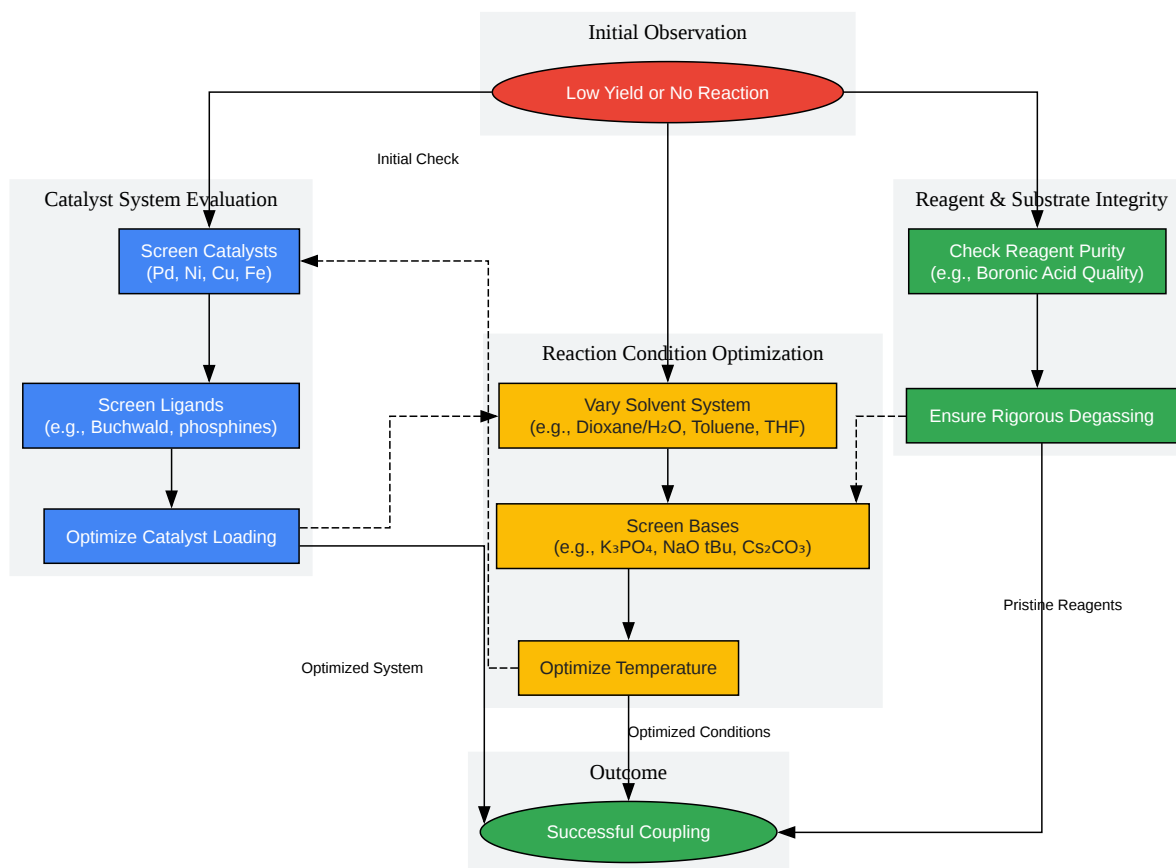 Initial Observation
Low Yield or No Reaction
Initial Check
Catalyst System Evaluation
Reagent & Substrate Integrity
Screen Catalysts
(Pd, Ni, Cu, Fe)
Check Reagent Purity
(e.g., Boronic Acid Quality)
Reaction Condition Optimization
Screen Ligands
(e.g., Buchwald, phosphines)
Vary Solvent System
(e.g., Dioxane/H₂O, Toluene, THF)
Ensure Rigorous Degassing
Optimize Catalyst Loading
Screen Bases
(e.g., K₃PO₄, NaO tBu, Cs₂CO₃)
Pristine Reagents
Optimized System
Optimize Temperature
Optimized Conditions
Outcome
Successful Coupling